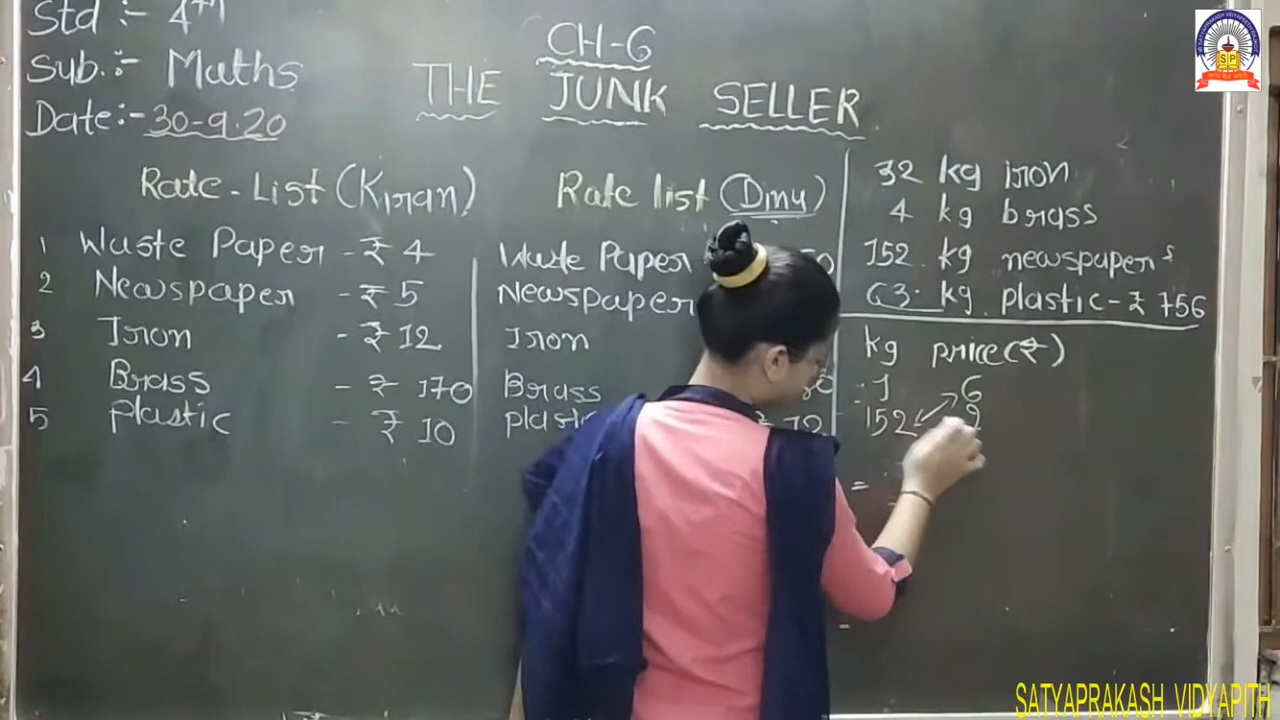 Std :- 4th
Sub. :- Maths
Date :- 30-9.20
CH-6
THE JUNK SELLER
Rate-List (Kiran)
1 Waste Paper - ₹ 4
2 Newspaper - ₹ 5
3 Iron - ₹ 12
4 Brass - ₹ 170
5 plastic - ₹ 10
Rate list (Dinu)
Waste Paper
Newspaper
Iron
Brass
32 kg iron
4 kg brass
152 kg newspapers
63 kg plastic - ₹ 756
kg price (₹)
1 6
152
=
SP
SATYAPRAKASH VIDYAPITH